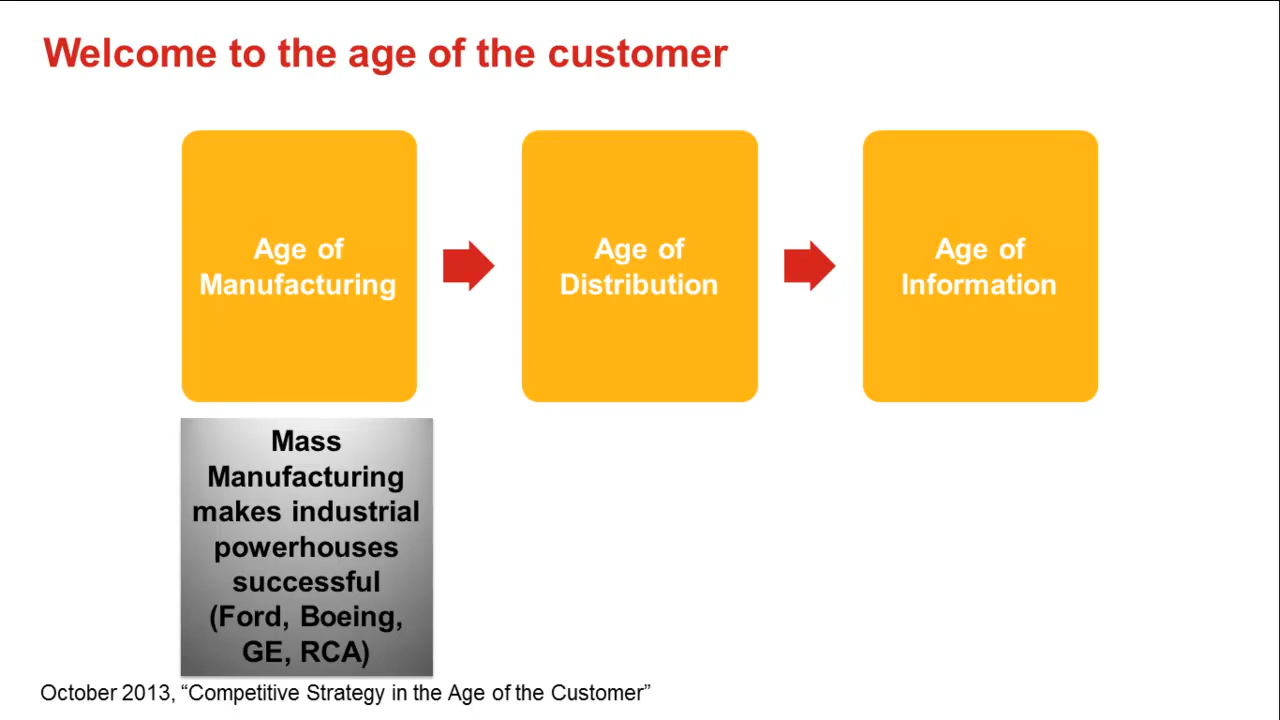 Welcome to the age of the customer
Age of
Manufacturing
Age of
Distribution
Age of
Information
Mass
Manufacturing
makes industrial
powerhouses
successful
(Ford, Boeing,
GE, RCA)
October 2013, “Competitive Strategy in the Age of the Customer”